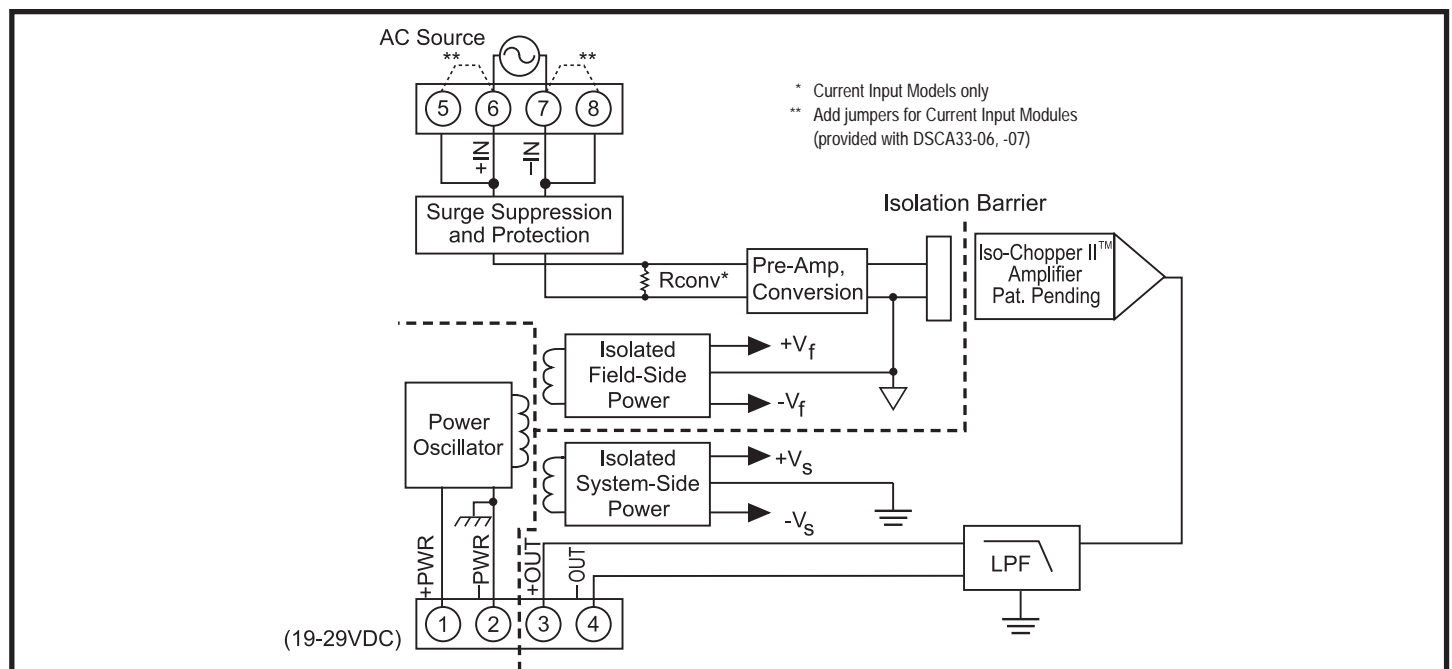 AC Source
** **
5 6 7 8
* Current Input Models only
** Add jumpers for Current Input Modules
(provided with DSCA33-06, -07)
+IN
–IN
Surge Suppression
and Protection
Isolation Barrier
Rconv*
Pre-Amp,
Conversion
Iso-Chopper II™
Amplifier
Pat. Pending
Isolated
Field-Side
Power
+Vf
-Vf
Power
Oscillator
Isolated
System-Side
Power
+Vs
-Vs
+PWR
–PWR
+OUT
–OUT
LPF
(19-29VDC)
1 2 3 4